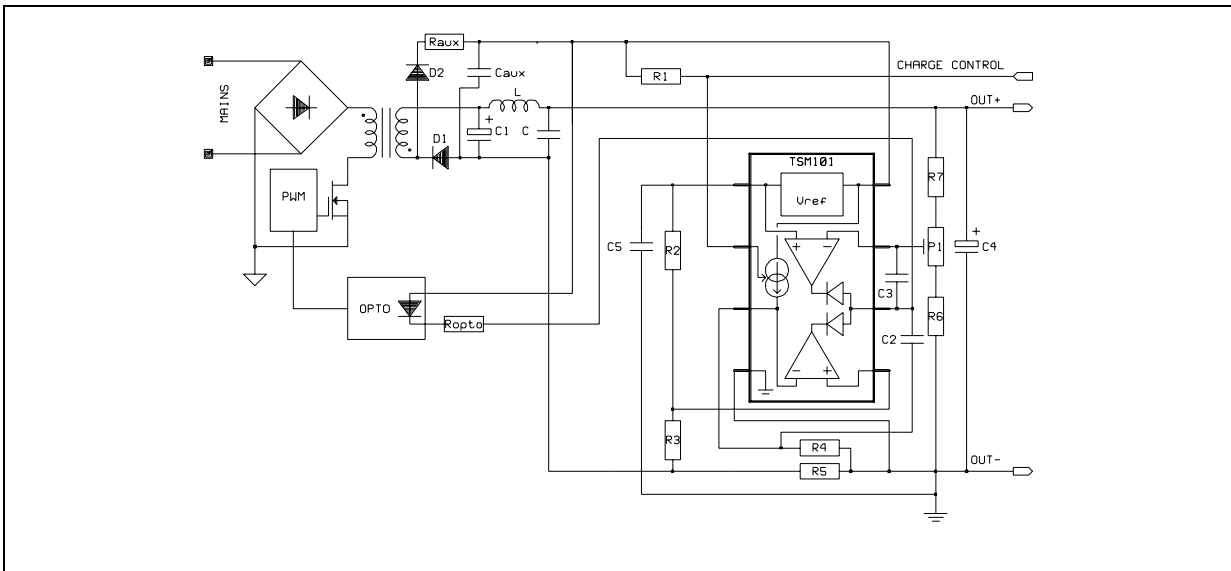 Raux
D2
Caux
R1
CHARGE CONTROL
MAINS
L
OUT+
+
C1
C
D1
TSM101
PWM
Vref
R7
C5
R2
+
-
P1
+
C4
C3
OPTO
Ropto
R6
C2
-
+
R3
R4
R5
OUT-